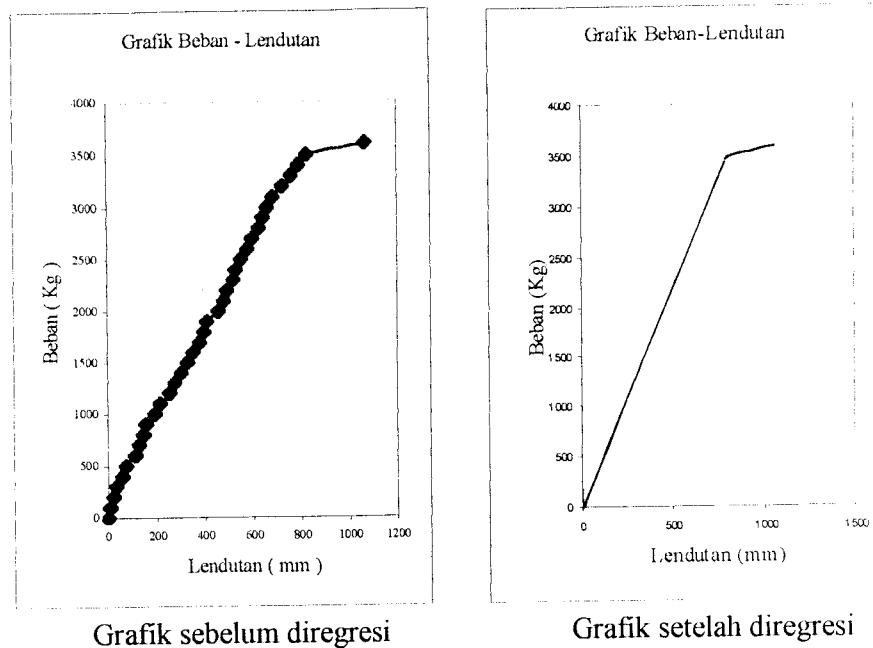 Grafik Beban - Lendutan
4000
3500
3000
2500
2000
1500
1000
500
0
0 200 400 600 800 1000 1200
Beban ( Kg )
Lendutan ( mm )
Grafik sebelum diregresi
Grafik Beban-Lendutan
4000
3500
3000
2500
2000
1500
1000
500
0
0 500 1000 1500
Beban (Kg)
Lendutan (mm)
Grafik setelah diregresi